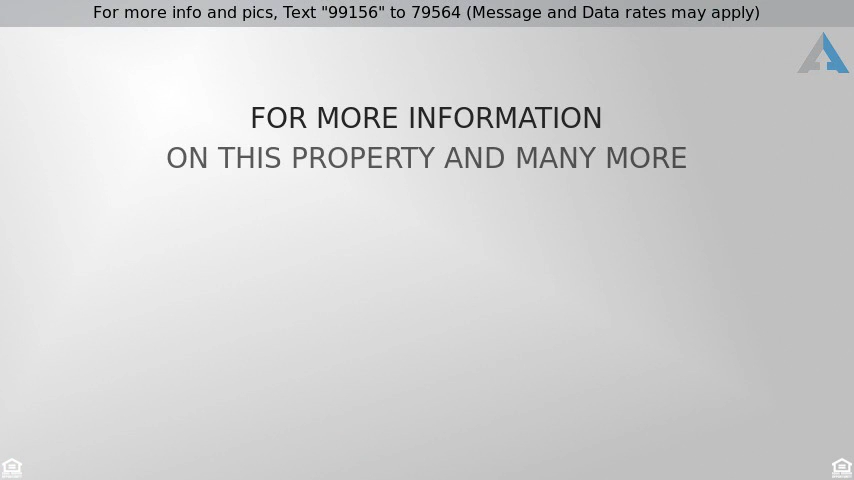 For more info and pics, Text "99156" to 79564 (Message and Data rates may apply)
FOR MORE INFORMATION
ON THIS PROPERTY AND MANY MORE